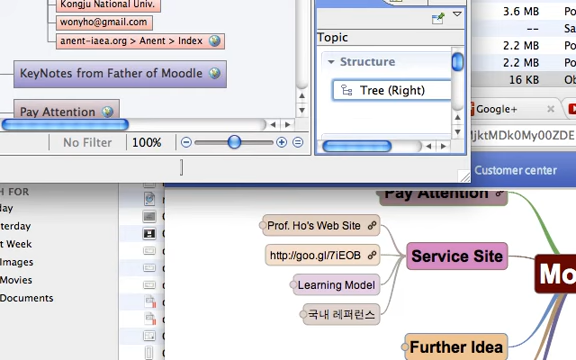 Kongju National Univ.
wonyho@gmail.com
anent-iaea.org > Anent > Index
KeyNotes from Father of Moodle
Pay Attention
No Filter
100%
Topic
Structure
Tree (Right)
3.6 MB
2.2 MB
2.2 MB
16 KB
Google+
jktMDk0My00ZDE
Customer center
Pay Attention
Prof. Ho's Web Site
http://goo.gl/7iEOB
Learning Model
국내 레퍼런스
Service Site
Further Idea
Week
Images
Movies
Documents